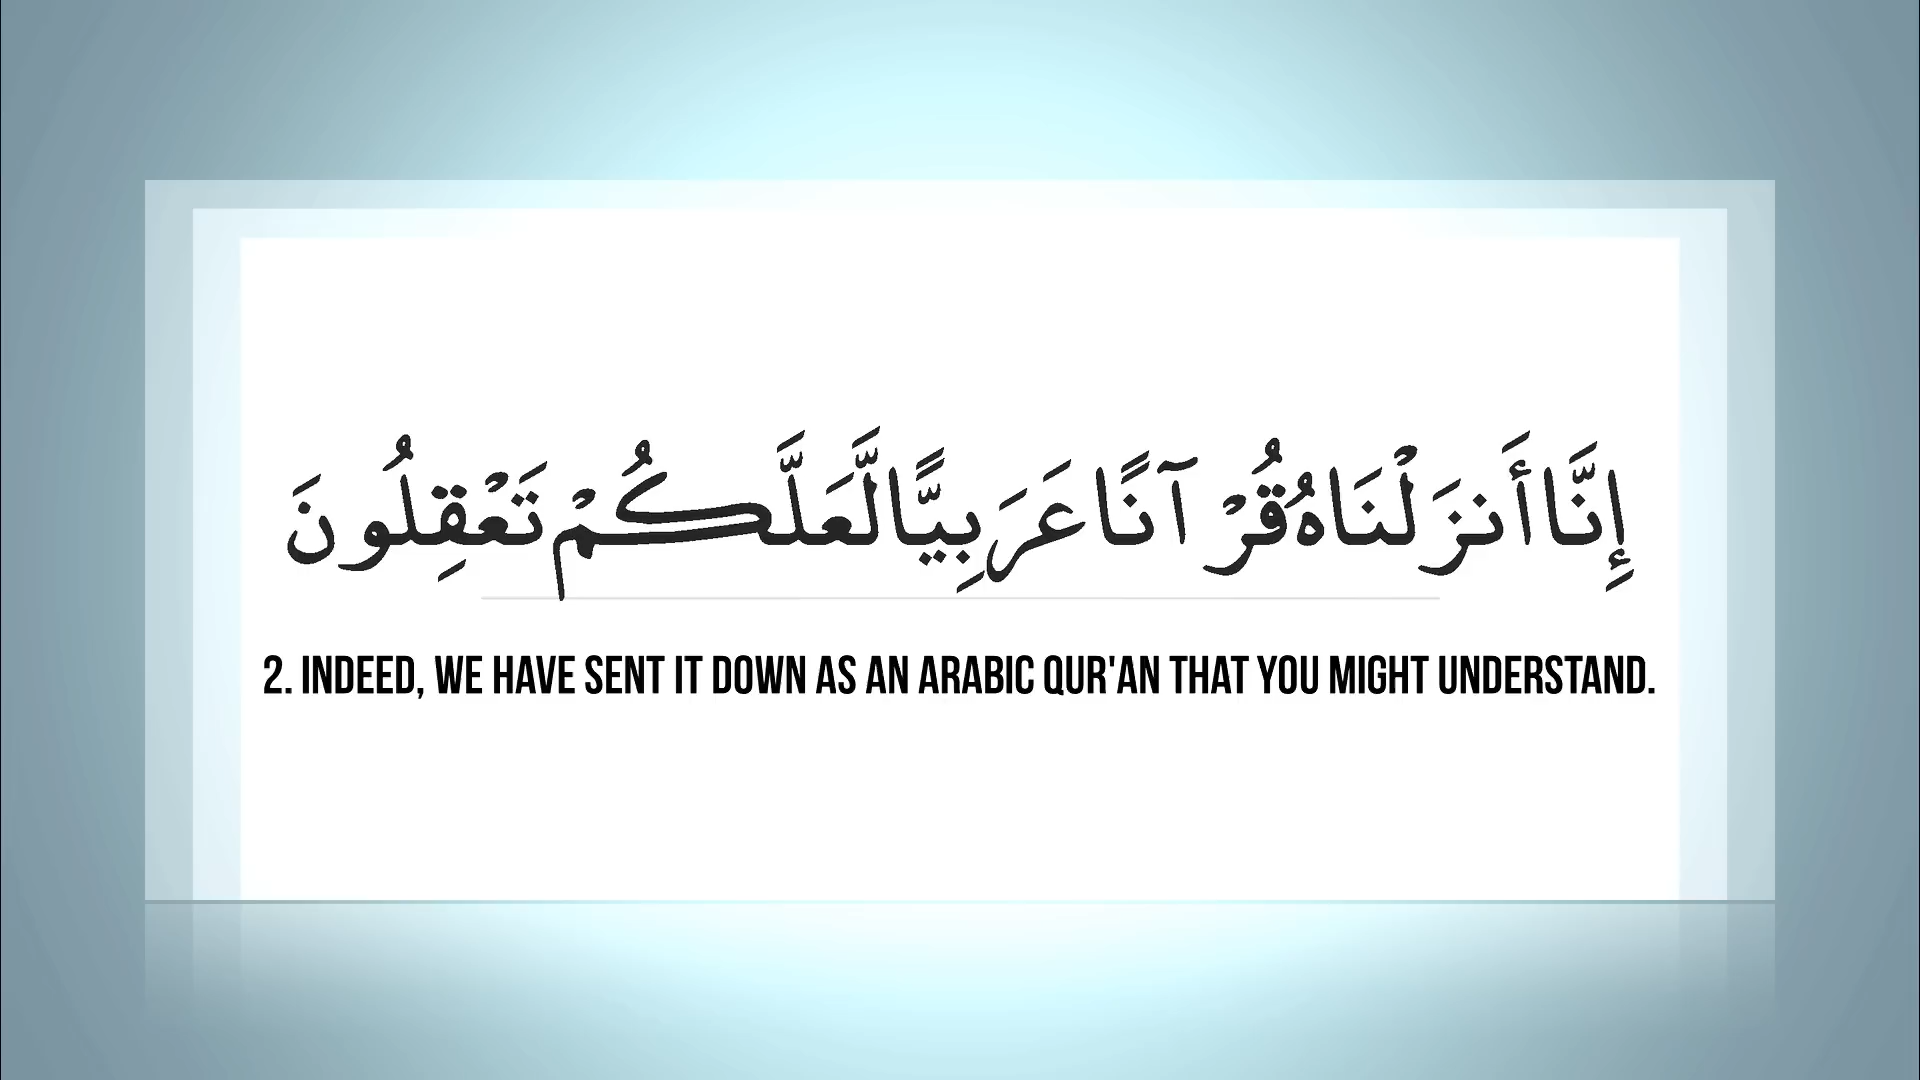 إِنَّا أَنزَلْنَاهُ قُرْآنًا عَرَبِيًّا لَّعَلَّكُمْ تَعْقِلُونَ
2. INDEED, WE HAVE SENT IT DOWN AS AN ARABIC QUR'AN THAT YOU MIGHT UNDERSTAND.